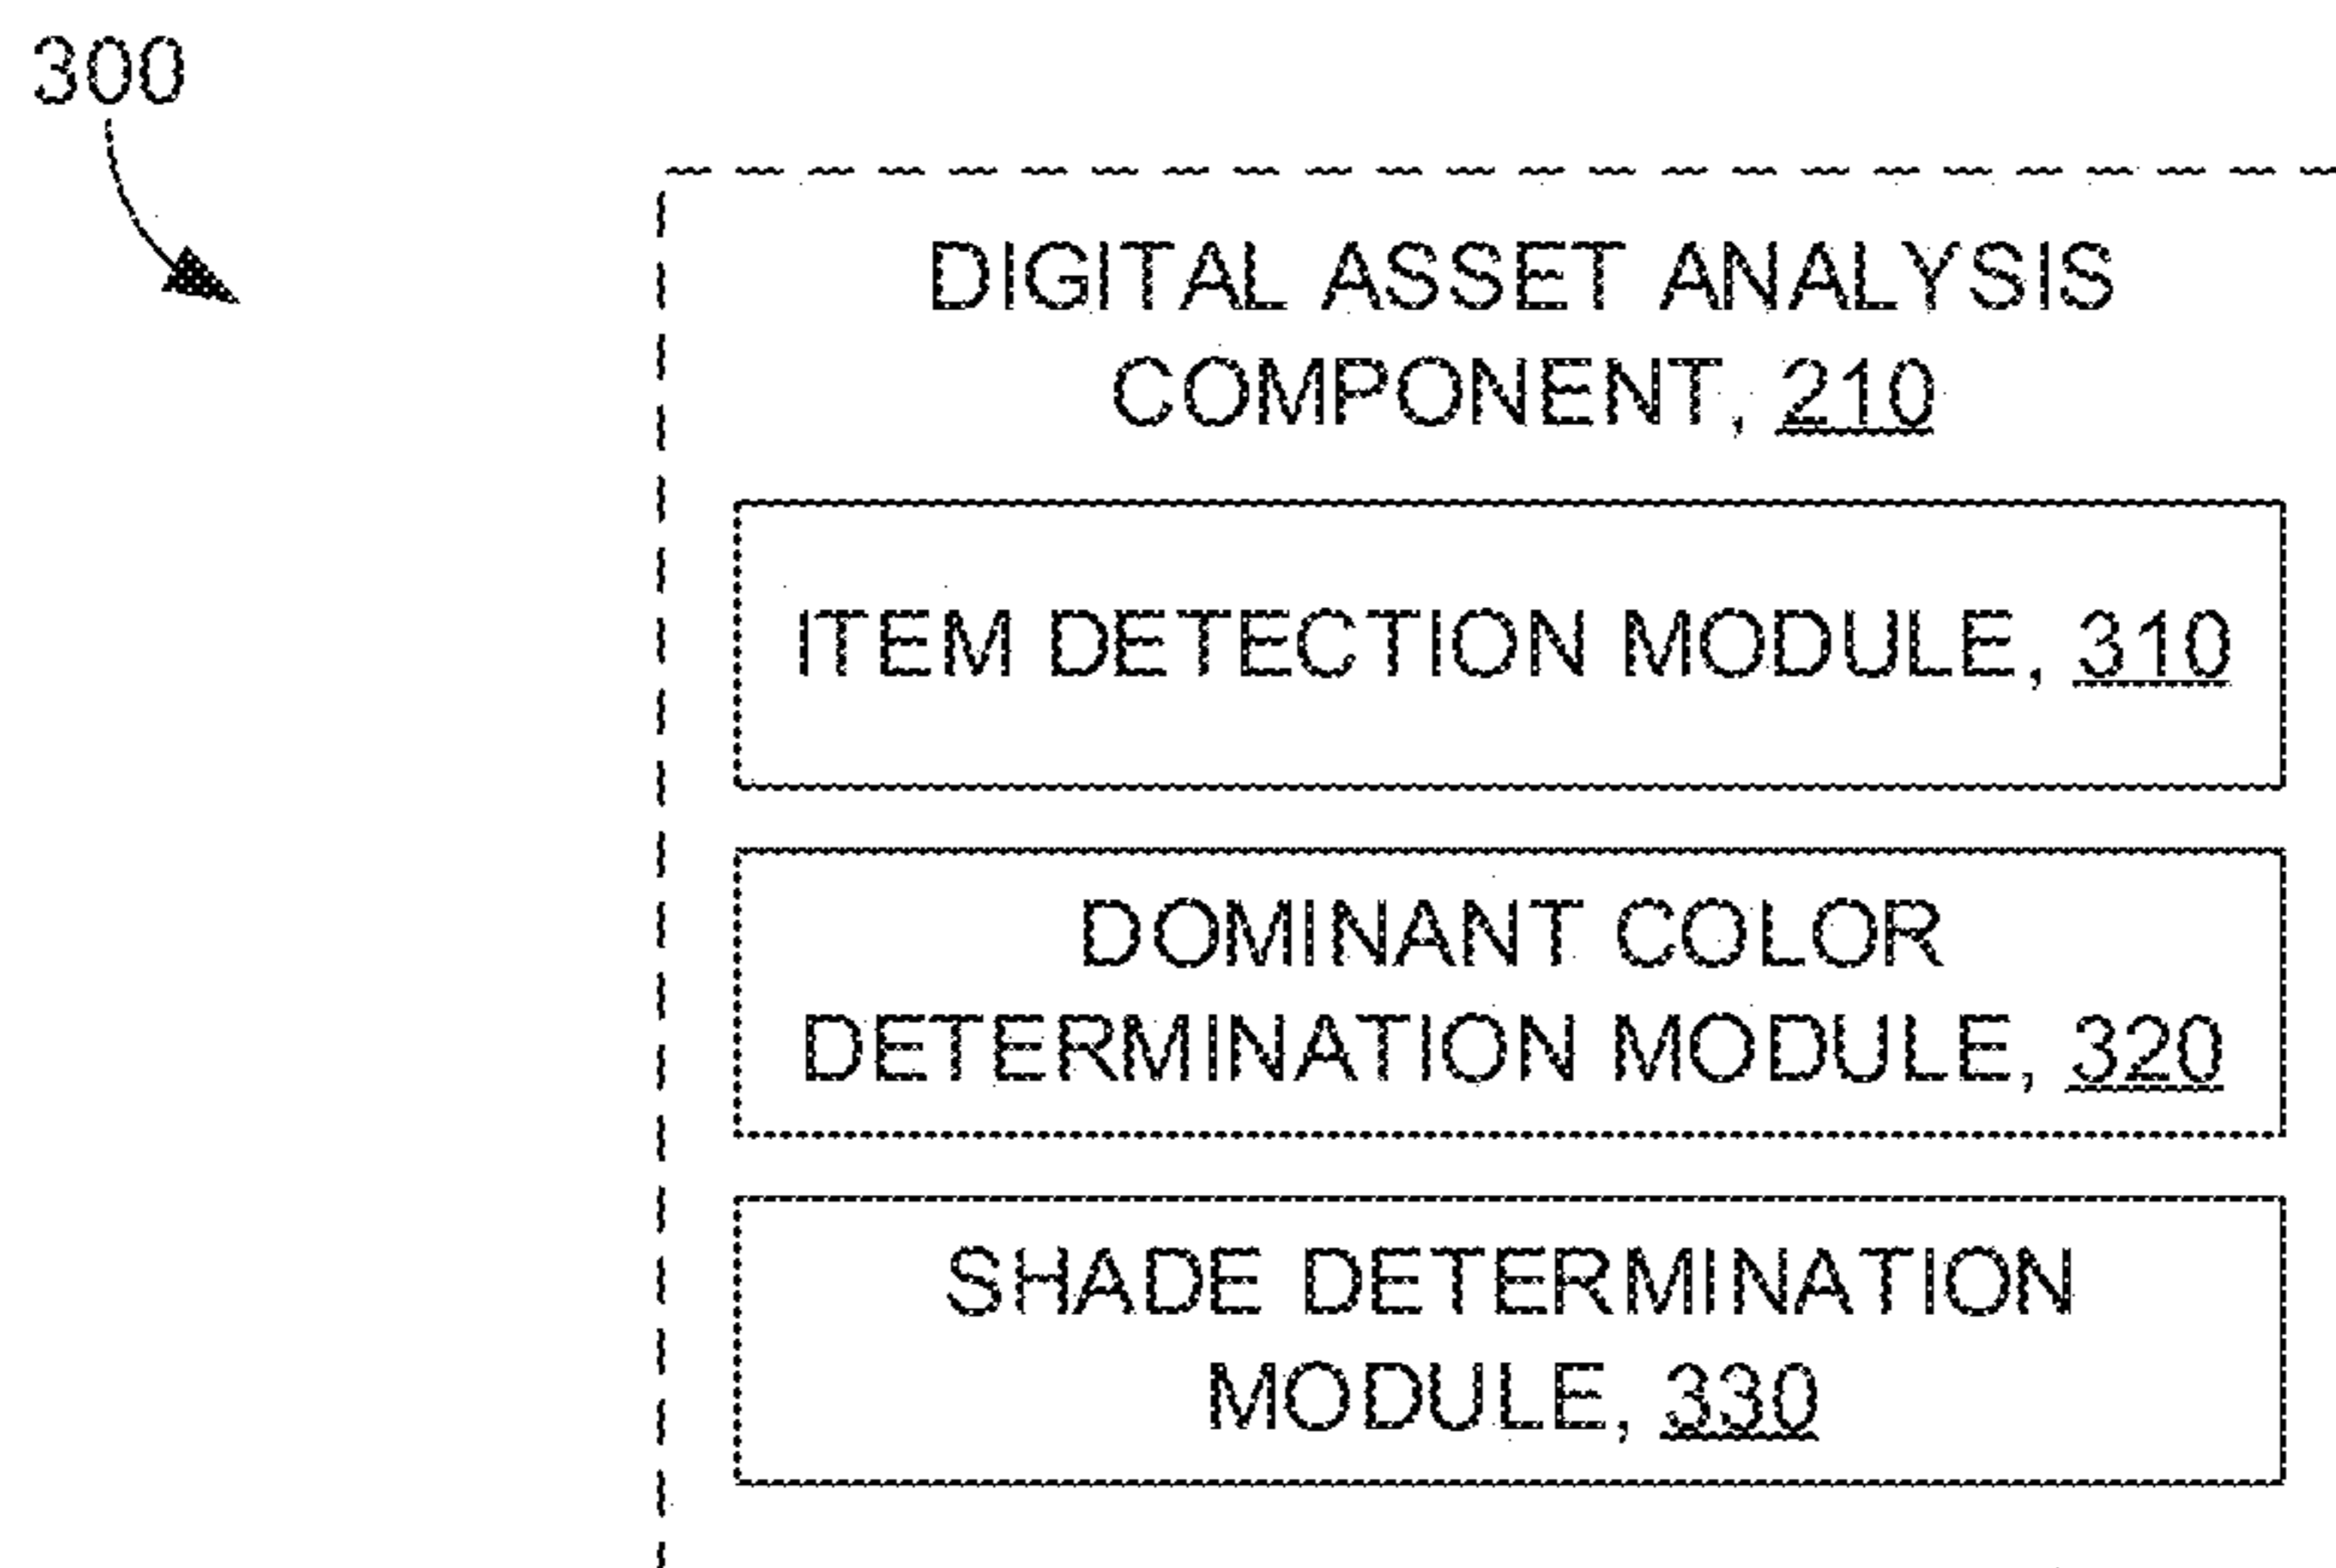 300
DIGITAL ASSET ANALYSIS
COMPONENT, 210
ITEM DETECTION MODULE, 310
DOMINANT COLOR
DETERMINATION MODULE, 320
SHADE DETERMINATION
MODULE, 330